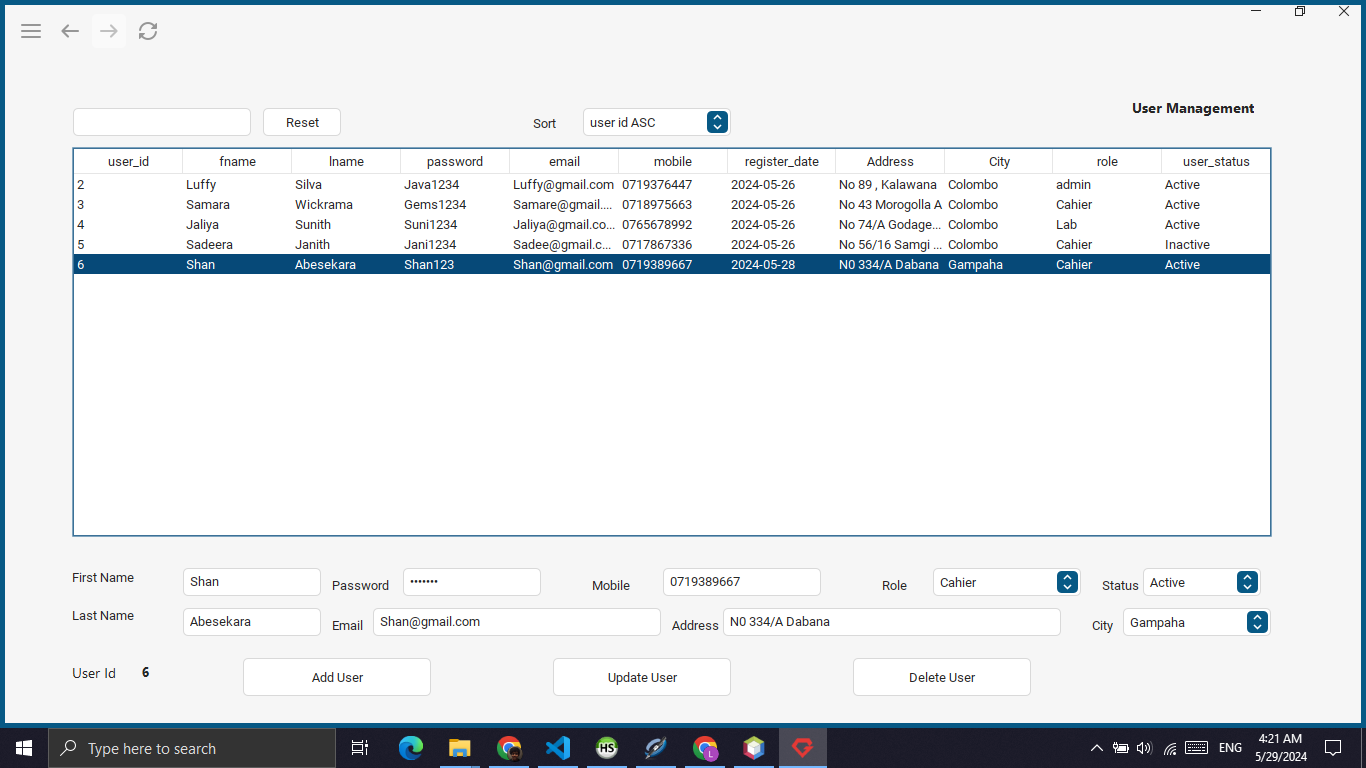 User Management
Reset Sort user id ASC
user_id fname lname password email mobile register_date Address City role user_status
2 Luffy Silva Java1234 Luffy@gmail.com 0719376447 2024-05-26 No 89 , Kalawana Colombo admin Active
3 Samara Wickrama Gems1234 Samare@gmail.... 0718975663 2024-05-26 No 43 Morogolla A Colombo Cahier Active
4 Jaliya Sunith Suni1234 Jaliya@gmail.co... 0765678992 2024-05-26 No 74/A Godage... Colombo Lab Active
5 Sadeera Janith Jani1234 Sadee@gmail.c... 0717867336 2024-05-26 No 56/16 Samgi ... Colombo Cahier Inactive
6 Shan Abesekara Shan123 Shan@gmail.com 0719389667 2024-05-28 N0 334/A Dabana Gampaha Cahier Active
First Name Shan Password ••••••• Mobile 0719389667 Role Cahier Status Active
Last Name Abesekara Email Shan@gmail.com Address N0 334/A Dabana City Gampaha
User Id 6 Add User Update User Delete User
Type here to search HS L ENG 4:21 AM
5/29/2024